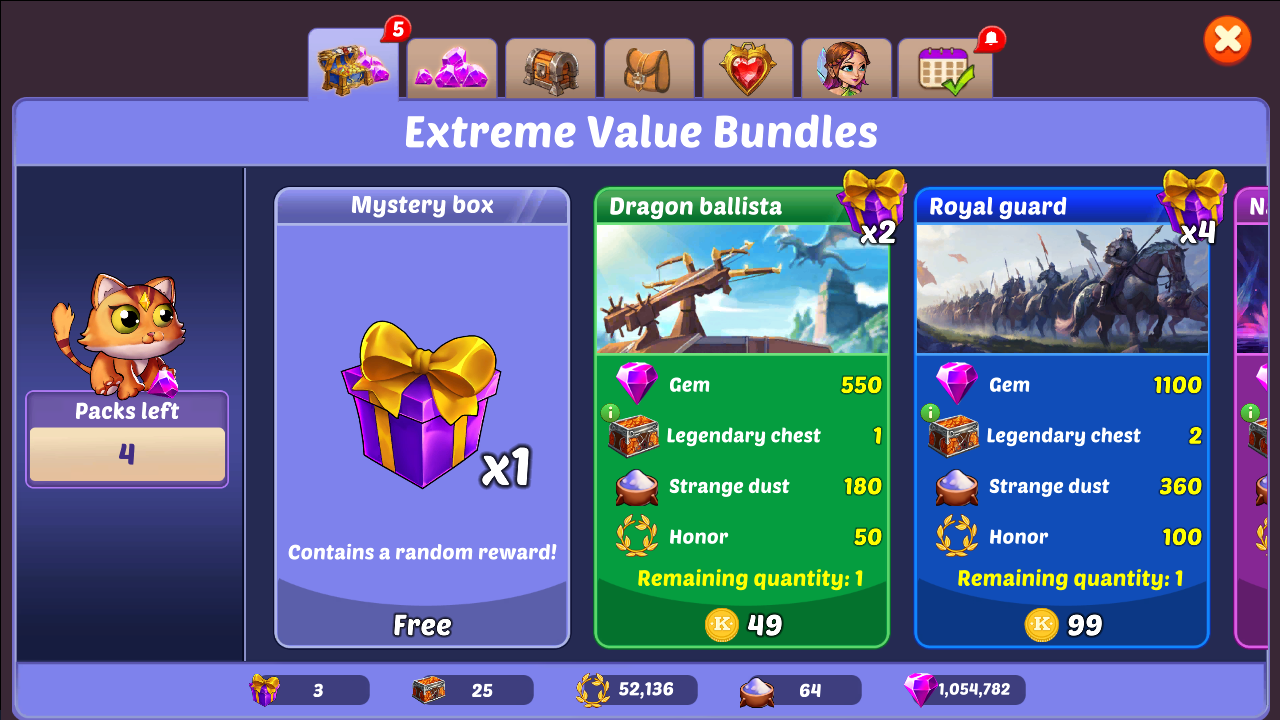 5
Extreme Value Bundles
Packs left
4
Mystery box
x1
Contains a random reward!
Free
Dragon ballista
x2
Gem 550
i
Legendary chest 1
Strange dust 180
Honor 50
Remaining quantity: 1
K 49
Royal guard
x4
Gem 1100
i
Legendary chest 2
Strange dust 360
Honor 100
Remaining quantity: 1
K 99
i
3
25
52,136
64
1,054,782